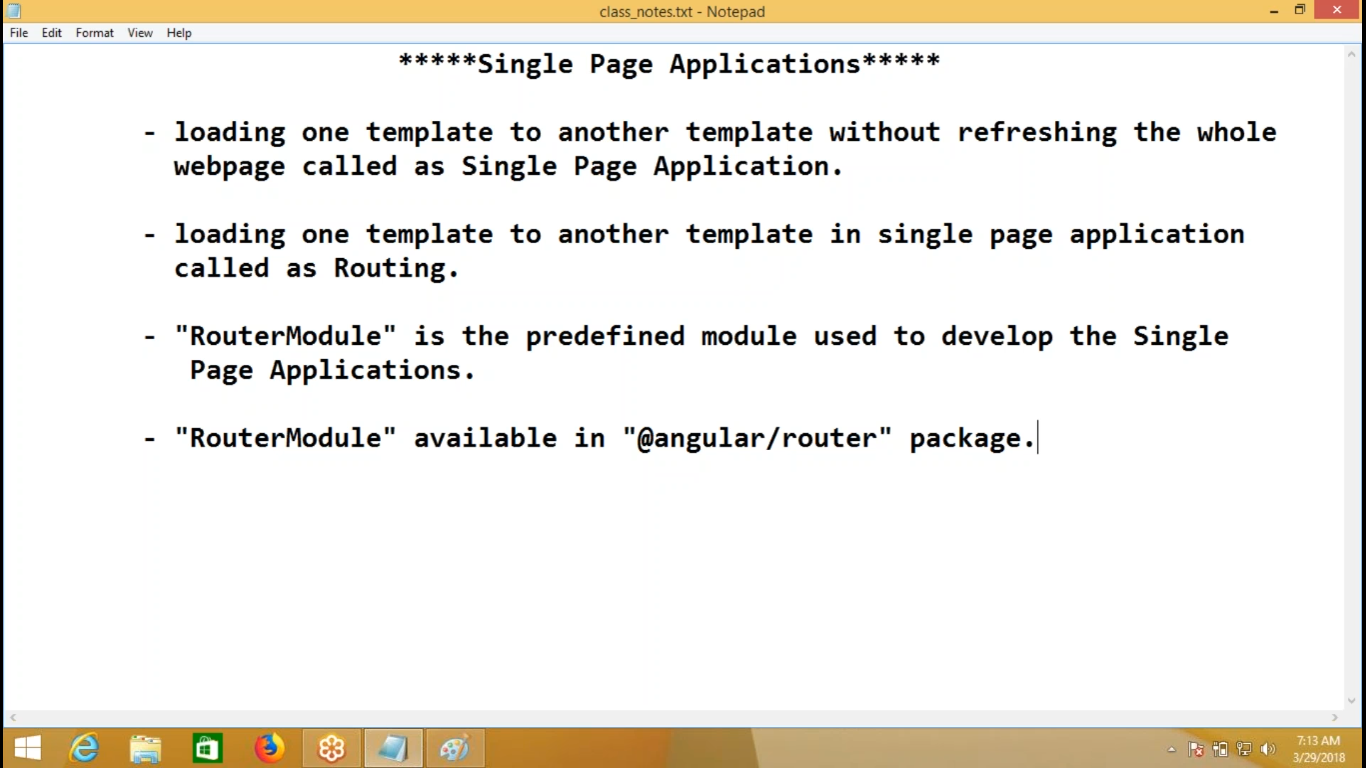 class_notes.txt - Notepad
File Edit Format View Help
*****Single Page Applications*****
- loading one template to another template without refreshing the whole
webpage called as Single Page Application.
- loading one template to another template in single page application
called as Routing.
- "RouterModule" is the predefined module used to develop the Single
Page Applications.
- "RouterModule" available in "@angular/router" package.
7:13 AM
3/29/2018